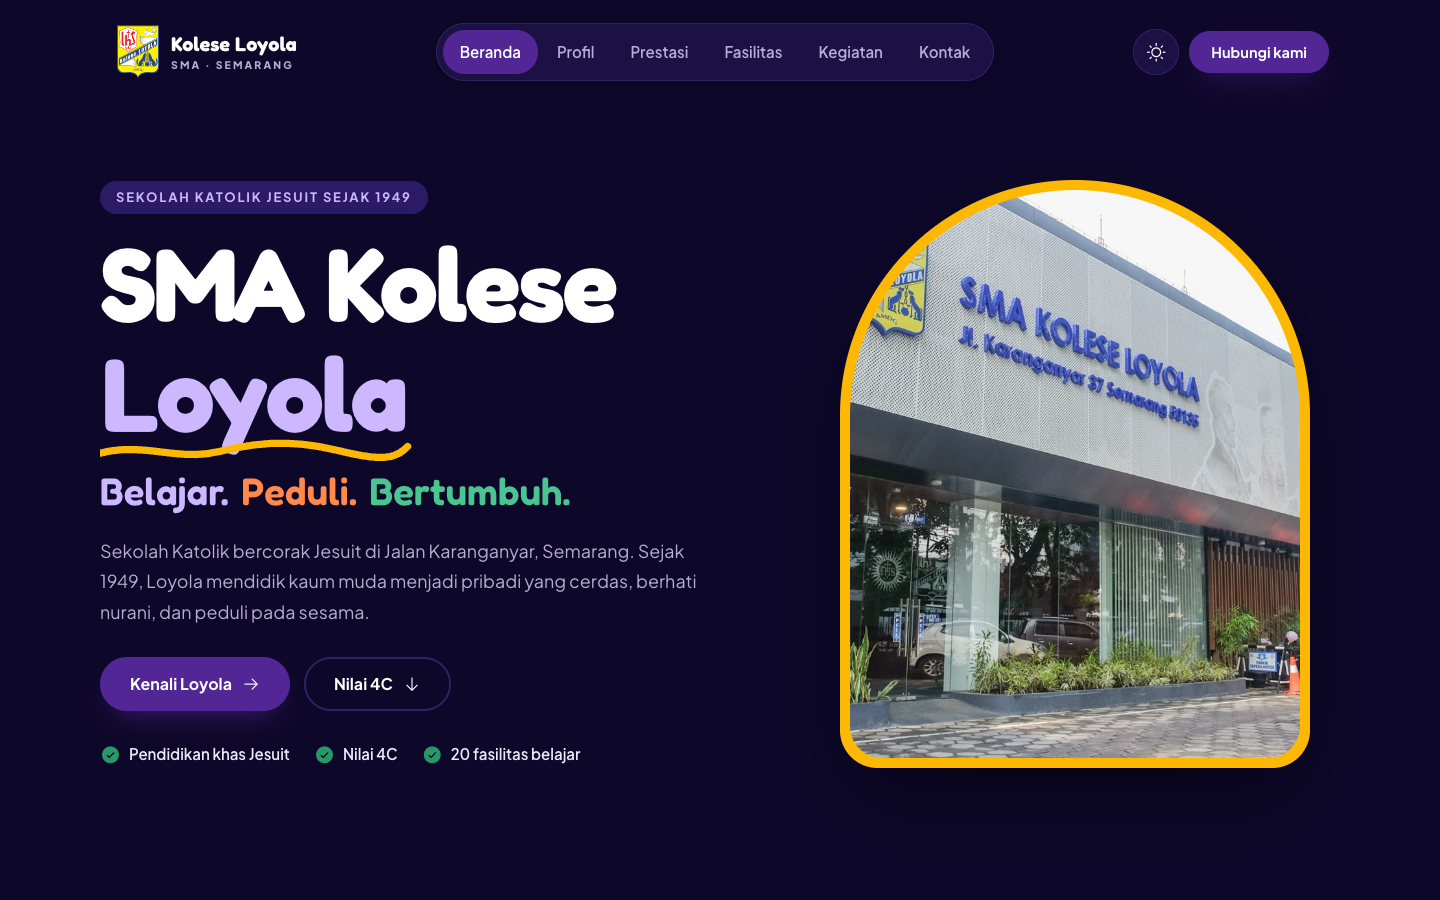 Kolese Loyola
SMA · SEMARANG
Beranda
Profil
Prestasi
Fasilitas
Kegiatan
Kontak
Hubungi kami
SEKOLAH KATOLIK JESUIT SEJAK 1949
SMA Kolese
Loyola
Belajar. Peduli. Bertumbuh.
Sekolah Katolik bercorak Jesuit di Jalan Karanganyar, Semarang. Sejak
1949, Loyola mendidik kaum muda menjadi pribadi yang cerdas, berhati
nurani, dan peduli pada sesama.
Kenali Loyola
Nilai 4C
Pendidikan khas Jesuit
Nilai 4C
20 fasilitas belajar
SMA KOLESE LOYOLA
Jl. Karanganyar 37 Semarang 50135